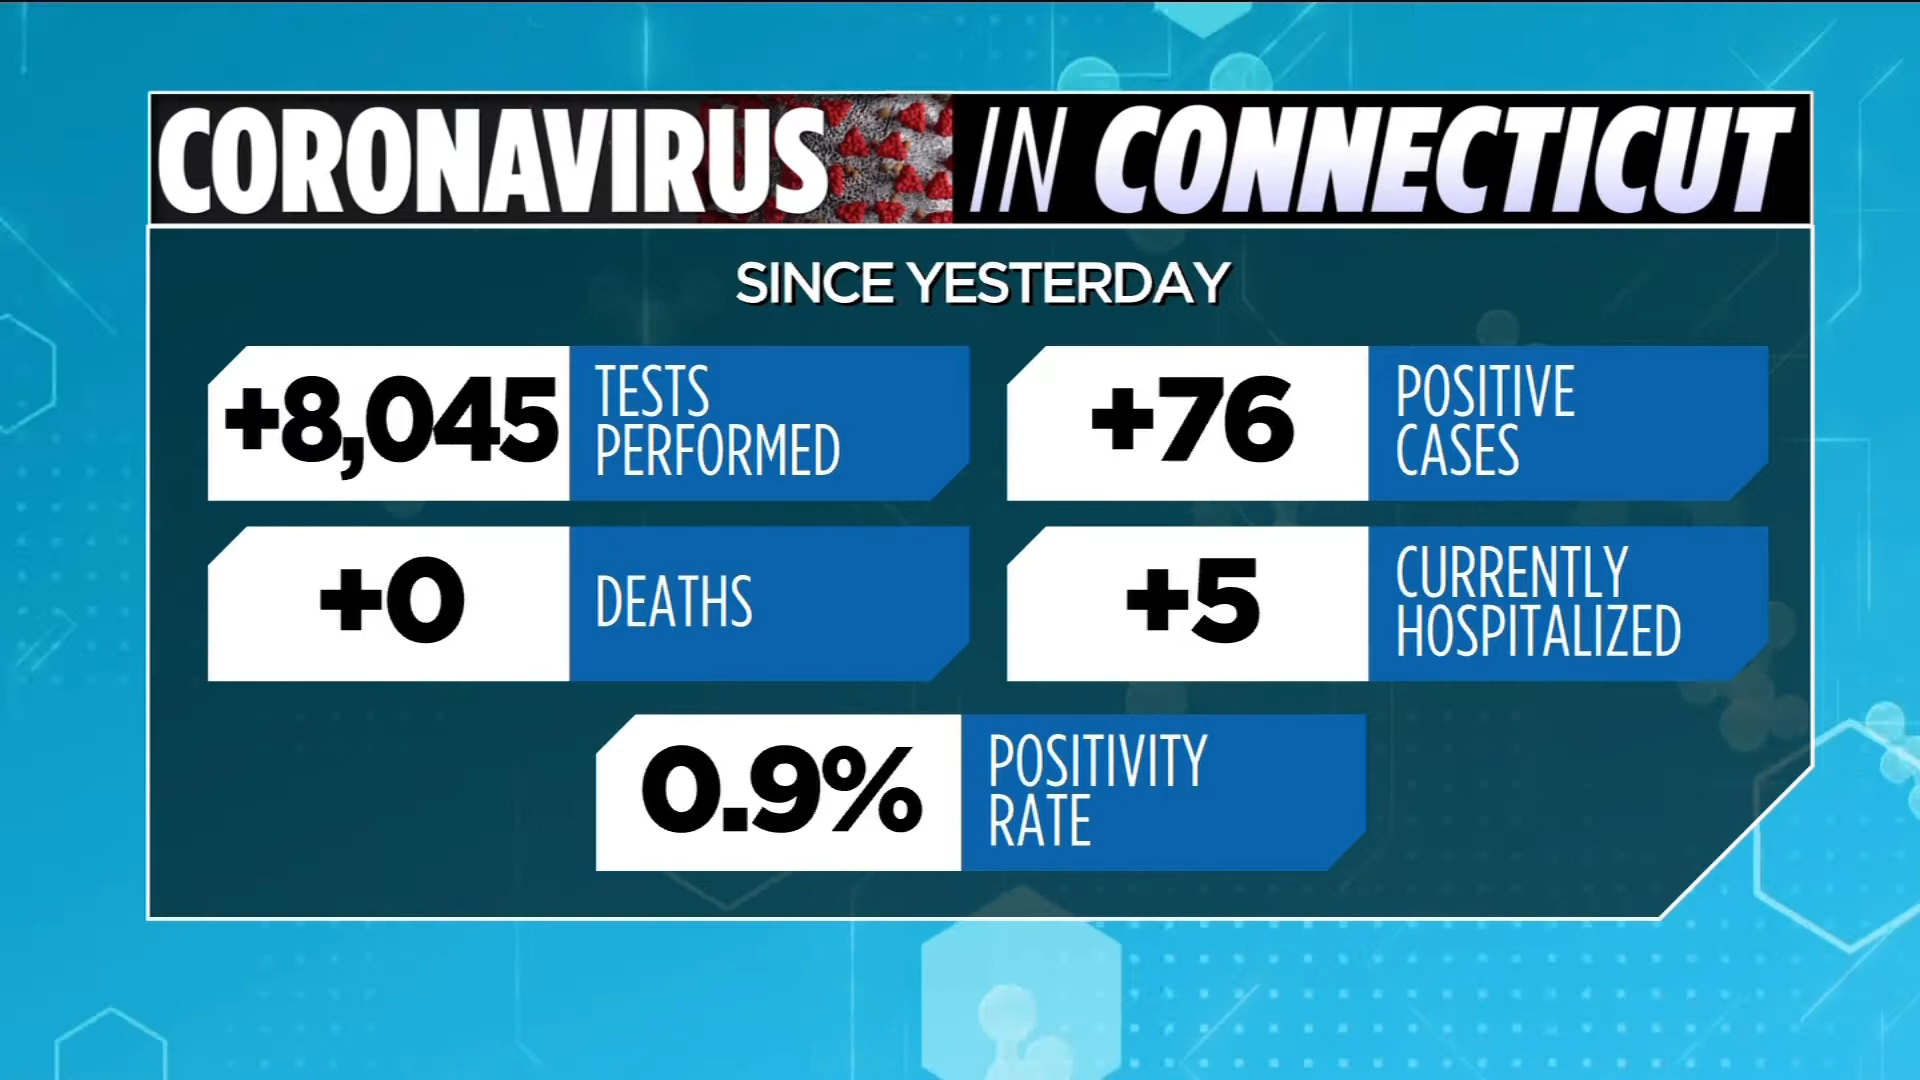 CORONAVIRUS IN CONNECTICUT
SINCE YESTERDAY
+8,045 TESTS
PERFORMED
+76 POSITIVE
CASES
+0 DEATHS
+5 CURRENTLY
HOSPITALIZED
0.9% POSITIVITY
RATE